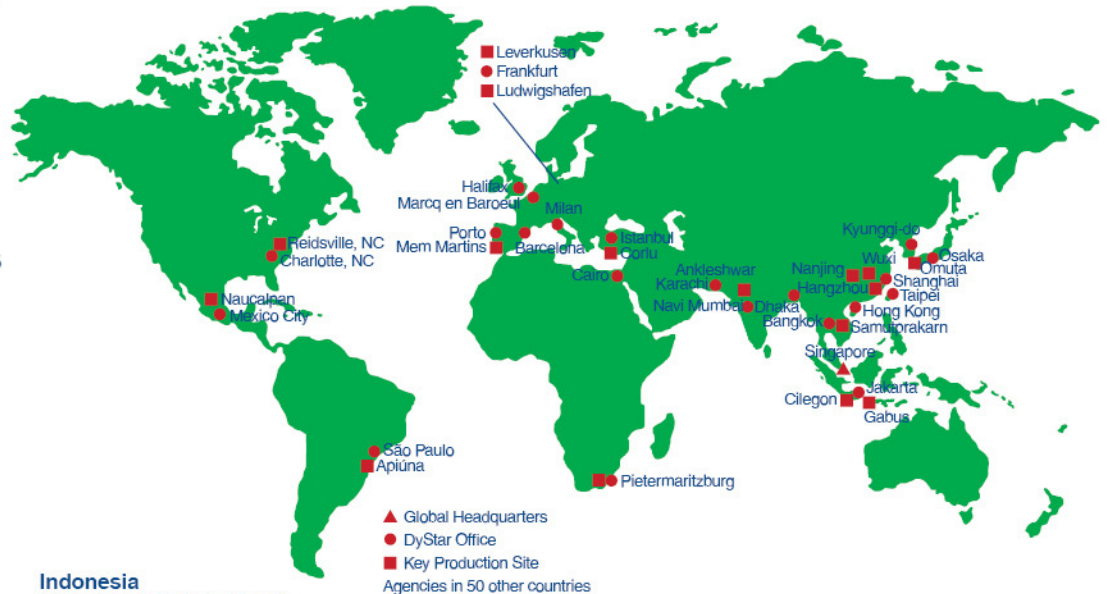 Leverkusen
Frankfurt
Ludwigshafen
Halifax
Marcq en Baroeul
Milan
Porto
Mem Martins
Barcelona
Istanbul
Corlu
Cairo
Reidsville, NC
Charlotte, NC
Naucalpan
Mexico City
Kyunggi-do
Osaka
Omuta
Wuxi
Nanjing
Shanghai
Hangzhou
Taipei
Ankleshwar
Karachi
Navi Mumbai
Dhaka
Hong Kong
Bangkok
Samutprakarn
Singapore
Jakarta
Cilegon
Gabus
São Paulo
Apiúna
Pietermaritzburg
Global Headquarters
DyStar Office
Key Production Site
Agencies in 50 other countries
Indonesia